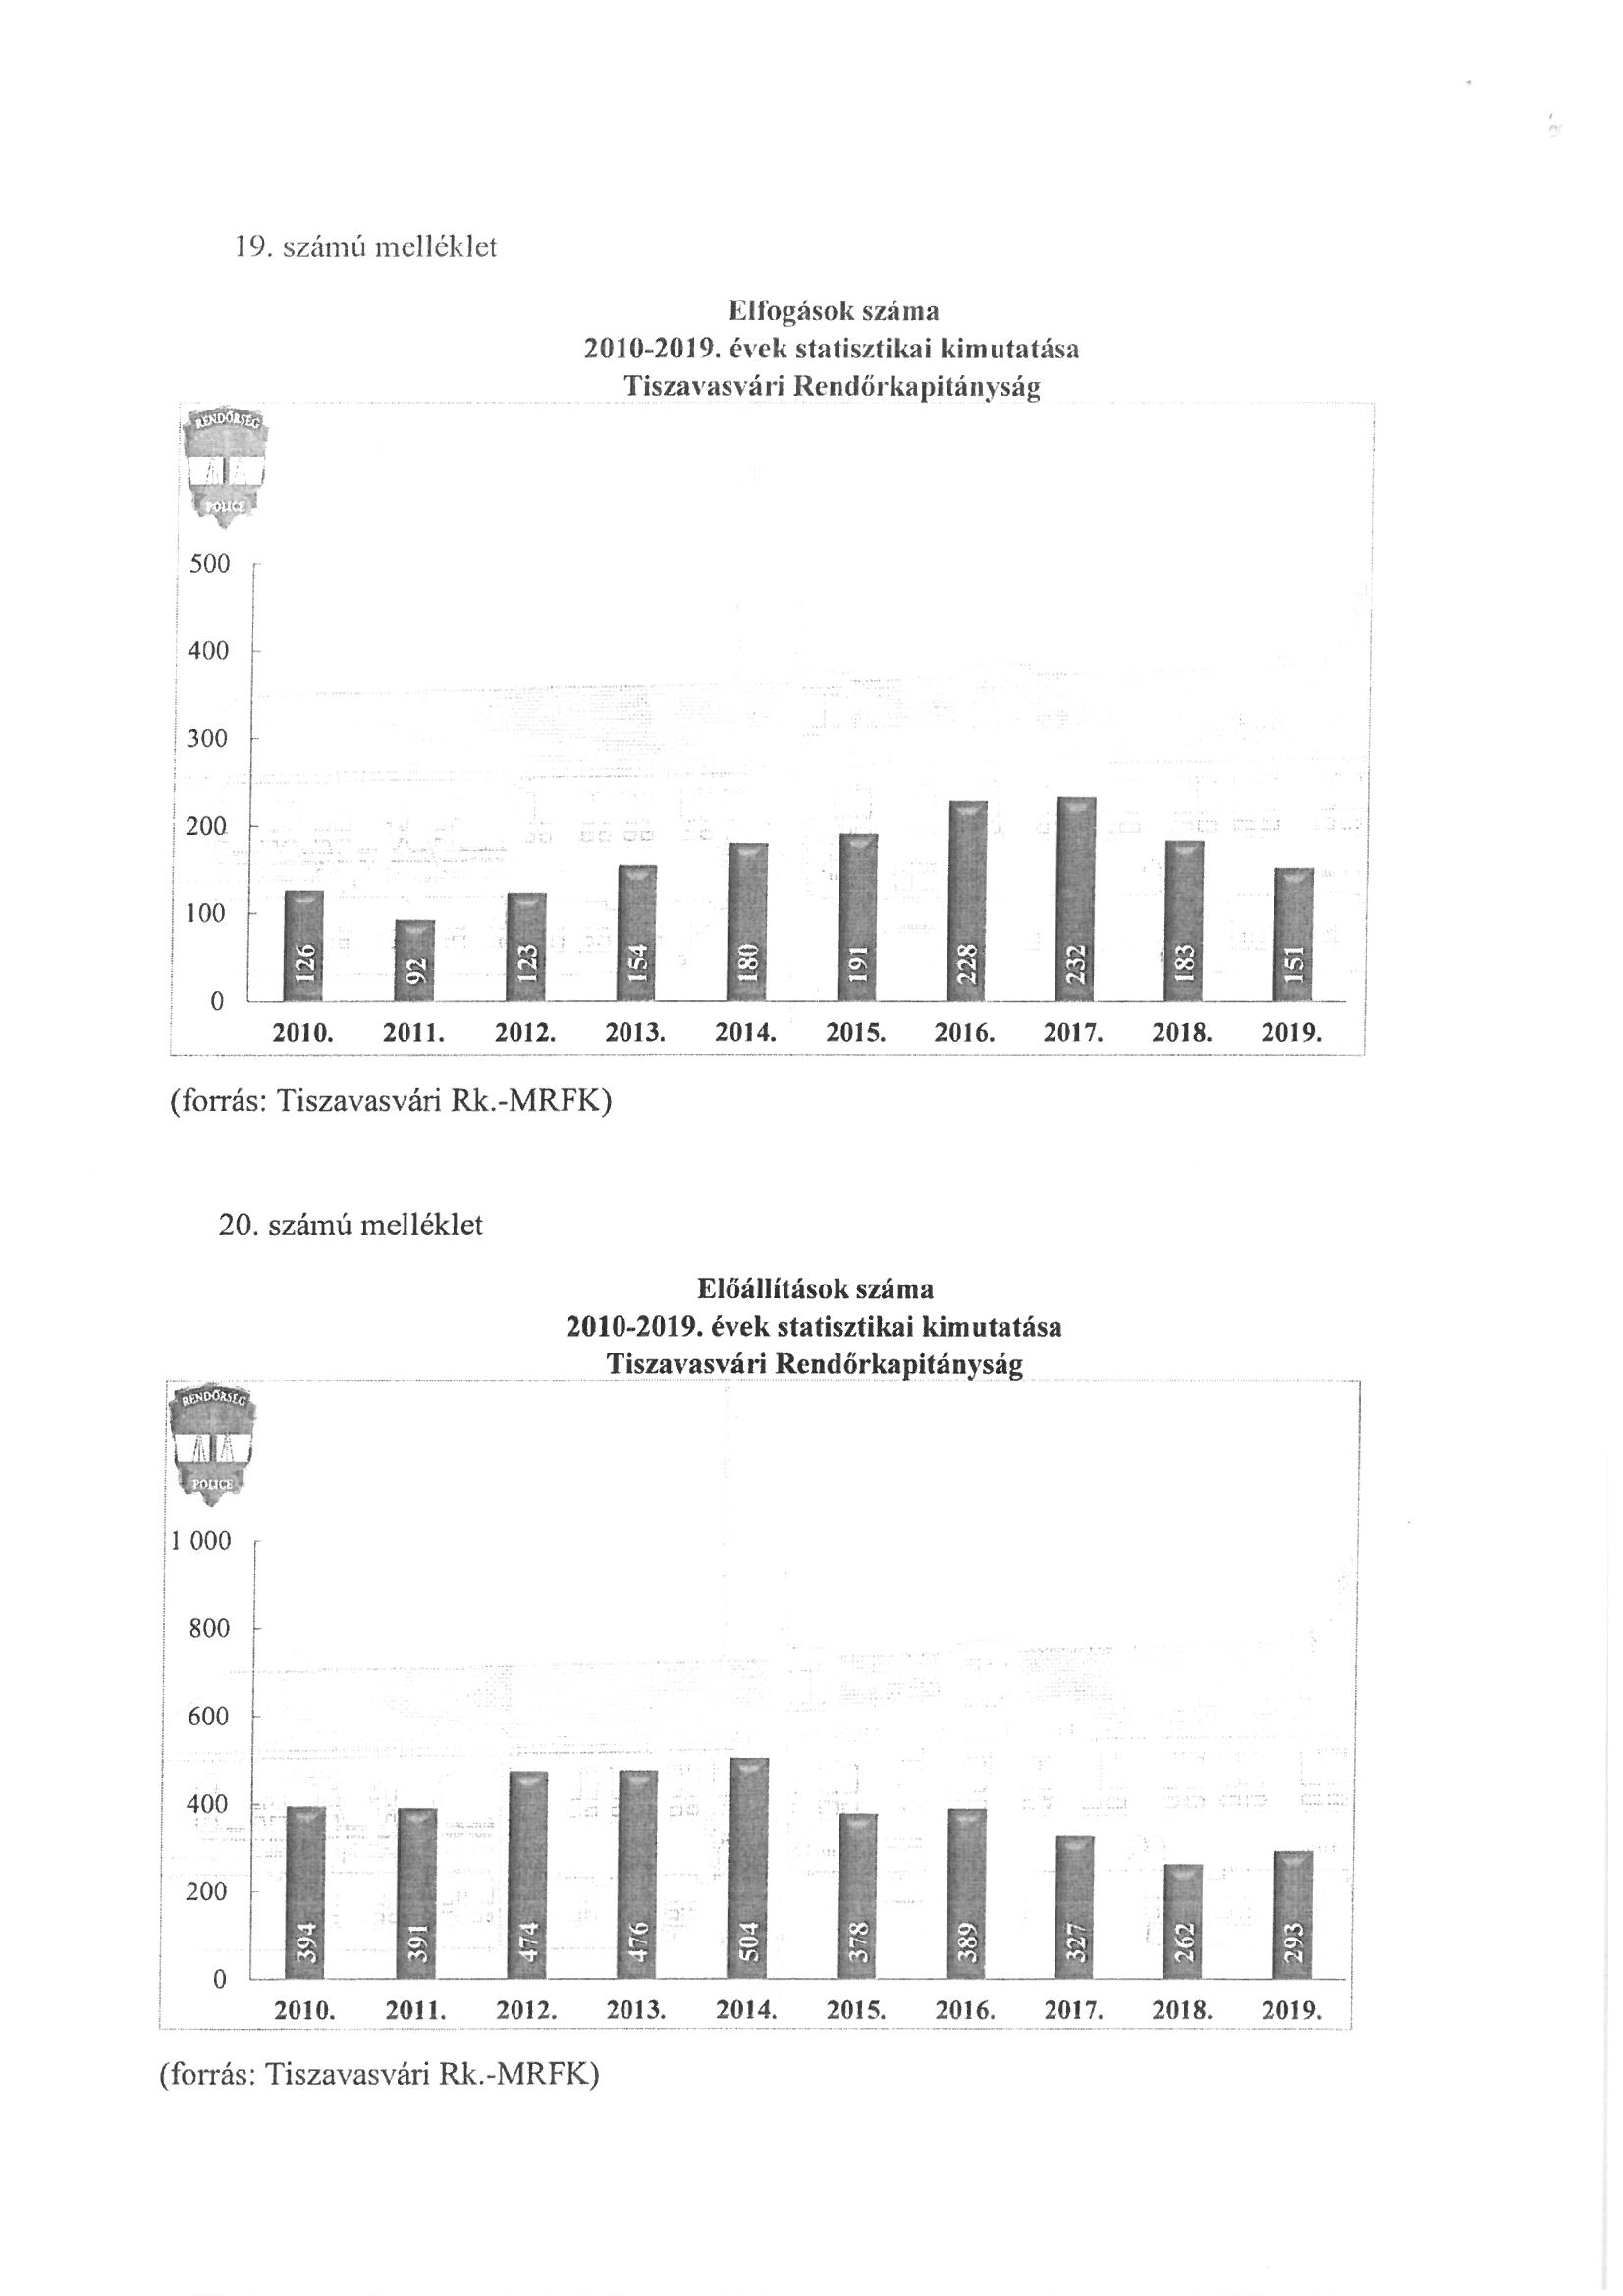 19. számú melléklet
Elfogások száma
2010-2019. évek statisztikai kimutatása
Tiszavasvári Rendőrkapitányság
RENDŐRSÉG
POLICE
500
400
300
200
100
0
126
92
123
154
180
191
228
232
183
151
2010. 2011. 2012. 2013. 2014. 2015. 2016. 2017. 2018. 2019.
(forrás: Tiszavasvári Rk.-MRFK)
20. számú melléklet
Előállítások száma
2010-2019. évek statisztikai kimutatása
Tiszavasvári Rendőrkapitányság
RENDŐRSÉG
POLICE
1 000
800
600
400
200
0
394
391
474
476
504
378
389
327
262
293
2010. 2011. 2012. 2013. 2014. 2015. 2016. 2017. 2018. 2019.
(forrás: Tiszavasvári Rk.-MRFK)